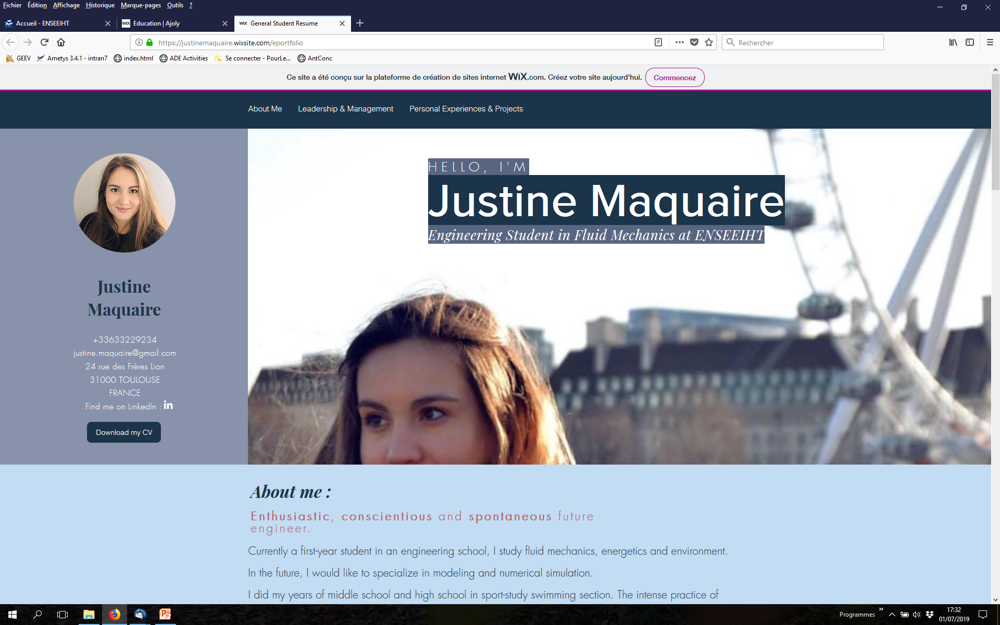 Fichier Édition Affichage Historique Marque-pages Outils ?
Accueil - ENSEEIHT
WiX Education | Ajoly
WiX General Student Resume
https://justinemaquaire.wixsite.com/eportfolio
Rechercher
GEEV Ametys 3.4.1 - intran7 index.html ADE Activities Se connecter - PourLe... AntConc
Ce site a été conçu sur la plateforme de création de sites internet WiX.com. Créez votre site aujourd'hui. Commencez
About Me Leadership & Management Personal Experiences & Projects
HELLO, I'M
Justine Maquaire
Engineering Student in Fluid Mechanics at ENSEEIHT
Justine
Maquaire
+33633229234
justine.maquaire@gmail.com
24 rue des Frères Lion
31000 TOULOUSE
FRANCE
Find me on LinkedIn : in
Download my CV
About me :
Enthusiastic, conscientious and spontaneous future
engineer.
Currently a first-year student in an engineering school, I study fluid mechanics, energetics and environment.
In the future, I would like to specialize in modeling and numerical simulation.
I did my years of middle school and high school in sport-study swimming section. The intense practice of
Programmes
17:32
01/07/2019